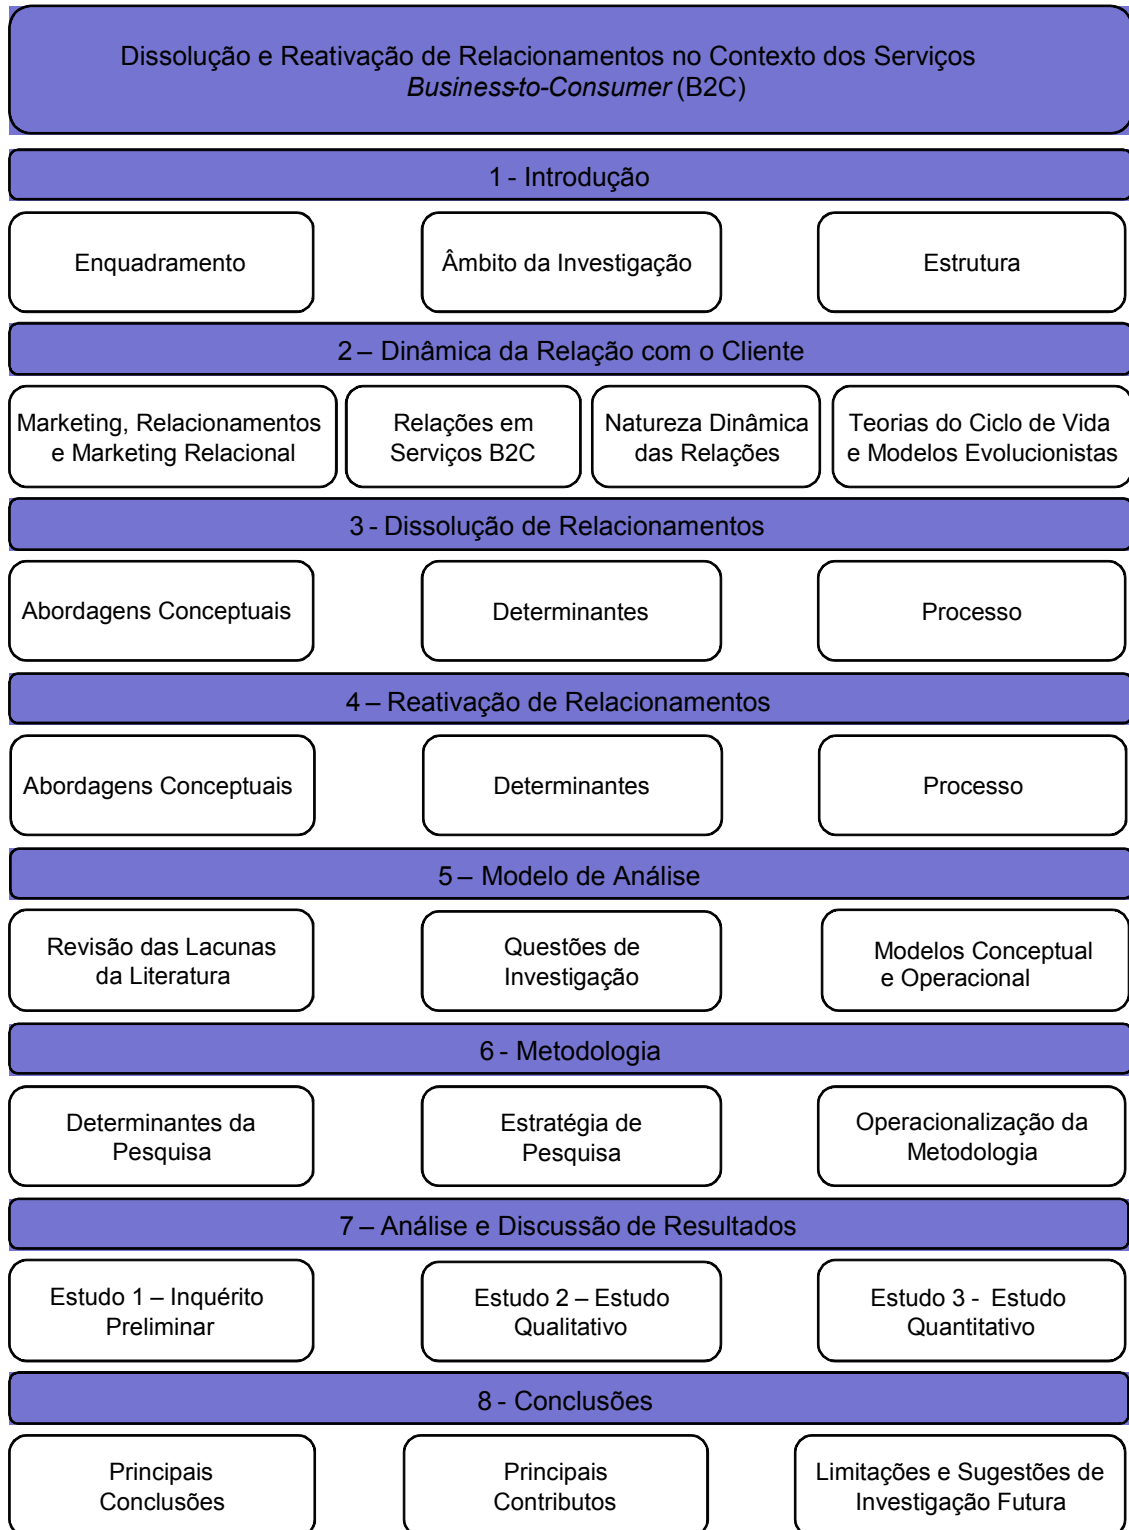 Dissolução e Reativação de Relacionamentos no Contexto dos Serviços
Business-to-Consumer (B2C)
1 - Introdução
Enquadramento
Âmbito da Investigação
Estrutura
2 – Dinâmica da Relação com o Cliente
Marketing, Relacionamentos
e Marketing Relacional
Relações em
Serviços B2C
Natureza Dinâmica
das Relações
Teorias do Ciclo de Vida
e Modelos Evolucionistas
3 - Dissolução de Relacionamentos
Abordagens Conceptuais
Determinantes
Processo
4 – Reativação de Relacionamentos
Abordagens Conceptuais
Determinantes
Processo
5 – Modelo de Análise
Revisão das Lacunas
da Literatura
Questões de
Investigação
Modelos Conceptual
e Operacional
6 - Metodologia
Determinantes da
Pesquisa
Estratégia de
Pesquisa
Operacionalização da
Metodologia
7 – Análise e Discussão de Resultados
Estudo 1 – Inquérito
Preliminar
Estudo 2 – Estudo
Qualitativo
Estudo 3 - Estudo
Quantitativo
8 - Conclusões
Principais
Conclusões
Principais
Contributos
Limitações e Sugestões de
Investigação Futura